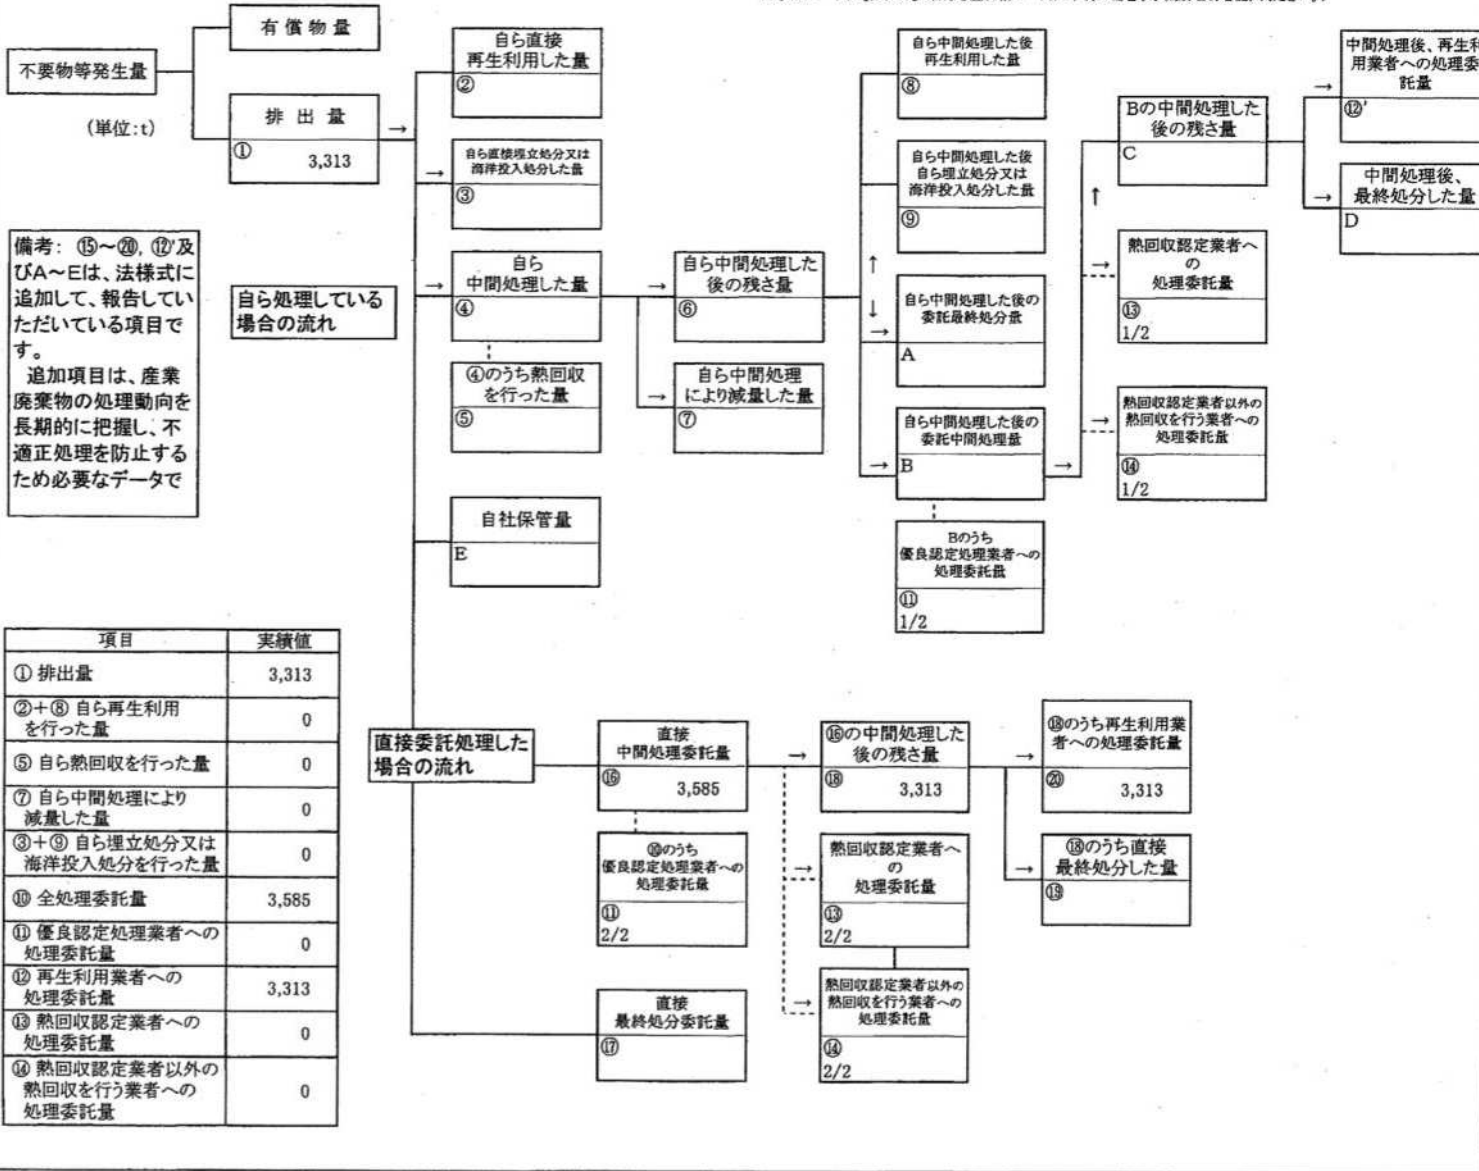 有償物量
不要物等発生量
(単位:t)
排出量
① 3,313
→
自ら直接
再生利用した量
②
自ら直接埋立処分又は
海洋投入処分した量
③
自ら
中間処理した量
④
④のうち熱回収
を行った量
⑤
自ら中間処理した
後の残さ量
⑥
自ら中間処理
により減量した量
⑦
自ら中間処理した後
再生利用した量
⑧
自ら中間処理した後
自ら埋立処分又は
海洋投入処分した量
⑨
自ら中間処理した後の
委託最終処分量
A
自ら中間処理した後の
委託中間処理量
B
Bのうち
優良認定処理業者への
処理委託量
⑪
1/2
Bの中間処理した
後の残さ量
C
熱回収認定業者へ
の
処理委託量
⑬
1/2
熱回収認定業者以外の
熱回収を行う業者への
処理委託量
⑭
1/2
中間処理後、再生利
用業者への処理委
託量
⑫'
中間処理後、
最終処分した量
D
備考: ⑮～⑳, ⑫'及
びA～Eは、法様式に
追加して、報告してい
ただいている項目で
す。
追加項目は、産業
廃棄物の処理動向を
長期的に把握し、不
適正処理を防止する
ため必要なデータで
自ら処理している
場合の流れ
自社保管量
E
項目 実績値
① 排出量 3,313
②+⑧ 自ら再生利用
を行った量 0
⑤ 自ら熱回収を行った量 0
⑦ 自ら中間処理により
減量した量 0
③+⑨ 自ら埋立処分又は
海洋投入処分を行った量 0
⑩ 全処理委託量 3,585
⑪ 優良認定処理業者への
処理委託量 0
⑫ 再生利用業者への
処理委託量 3,313
⑬ 熱回収認定業者への
処理委託量 0
⑭ 熱回収認定業者以外の
熱回収を行う業者への
処理委託量 0
直接委託処理した
場合の流れ
直接
中間処理委託量
⑯ 3,585
⑩のうち
優良認定処理業者への
処理委託量
⑪
2/2
直接
最終処分委託量
⑰
⑯の中間処理した
後の残さ量
⑱ 3,313
熱回収認定業者へ
の
処理委託量
⑬
2/2
熱回収認定業者以外の
熱回収を行う業者への
処理委託量
⑭
2/2
⑱のうち再生利用業
者への処理委託量
⑳ 3,313
⑱のうち直接
最終処分した量
⑲